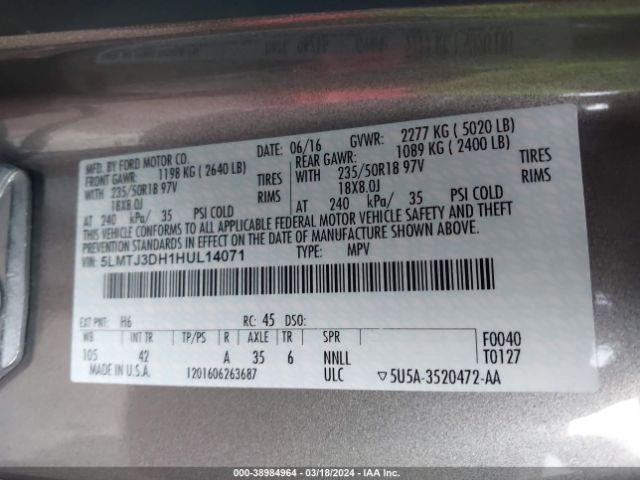 MFD. BY FORD MOTOR CO.
DATE: 06/16 GVWR: 2277 KG ( 5020 LB)
FRONT GAWR: 1198 KG ( 2640 LB)
REAR GAWR: 1089 KG ( 2400 LB)
WITH 235/50R18 97V TIRES
WITH 235/50R18 97V TIRES
18X8.0J RIMS
18X8.0J RIMS
AT 240 kPa/ 35 PSI COLD
AT 240 kPa/ 35 PSI COLD
THIS VEHICLE CONFORMS TO ALL APPLICABLE FEDERAL MOTOR VEHICLE SAFETY AND THEFT
PREVENTION STANDARDS IN EFFECT ON THE DATE OF MANUFACTURE SHOWN ABOVE.
VIN: 5LMTJ3DH1HUL14071
TYPE: MPV
EXT PNT: H6 RC: 45 DSO:
WB INT TR TP/PS R AXLE TR SPR F0040
105 42 A 35 6 NNLL T0127
MADE IN U.S.A. 1201606263687 ULC ▽5U5A-3520472-AA
000-38984964 - 03/18/2024 - IAA Inc.